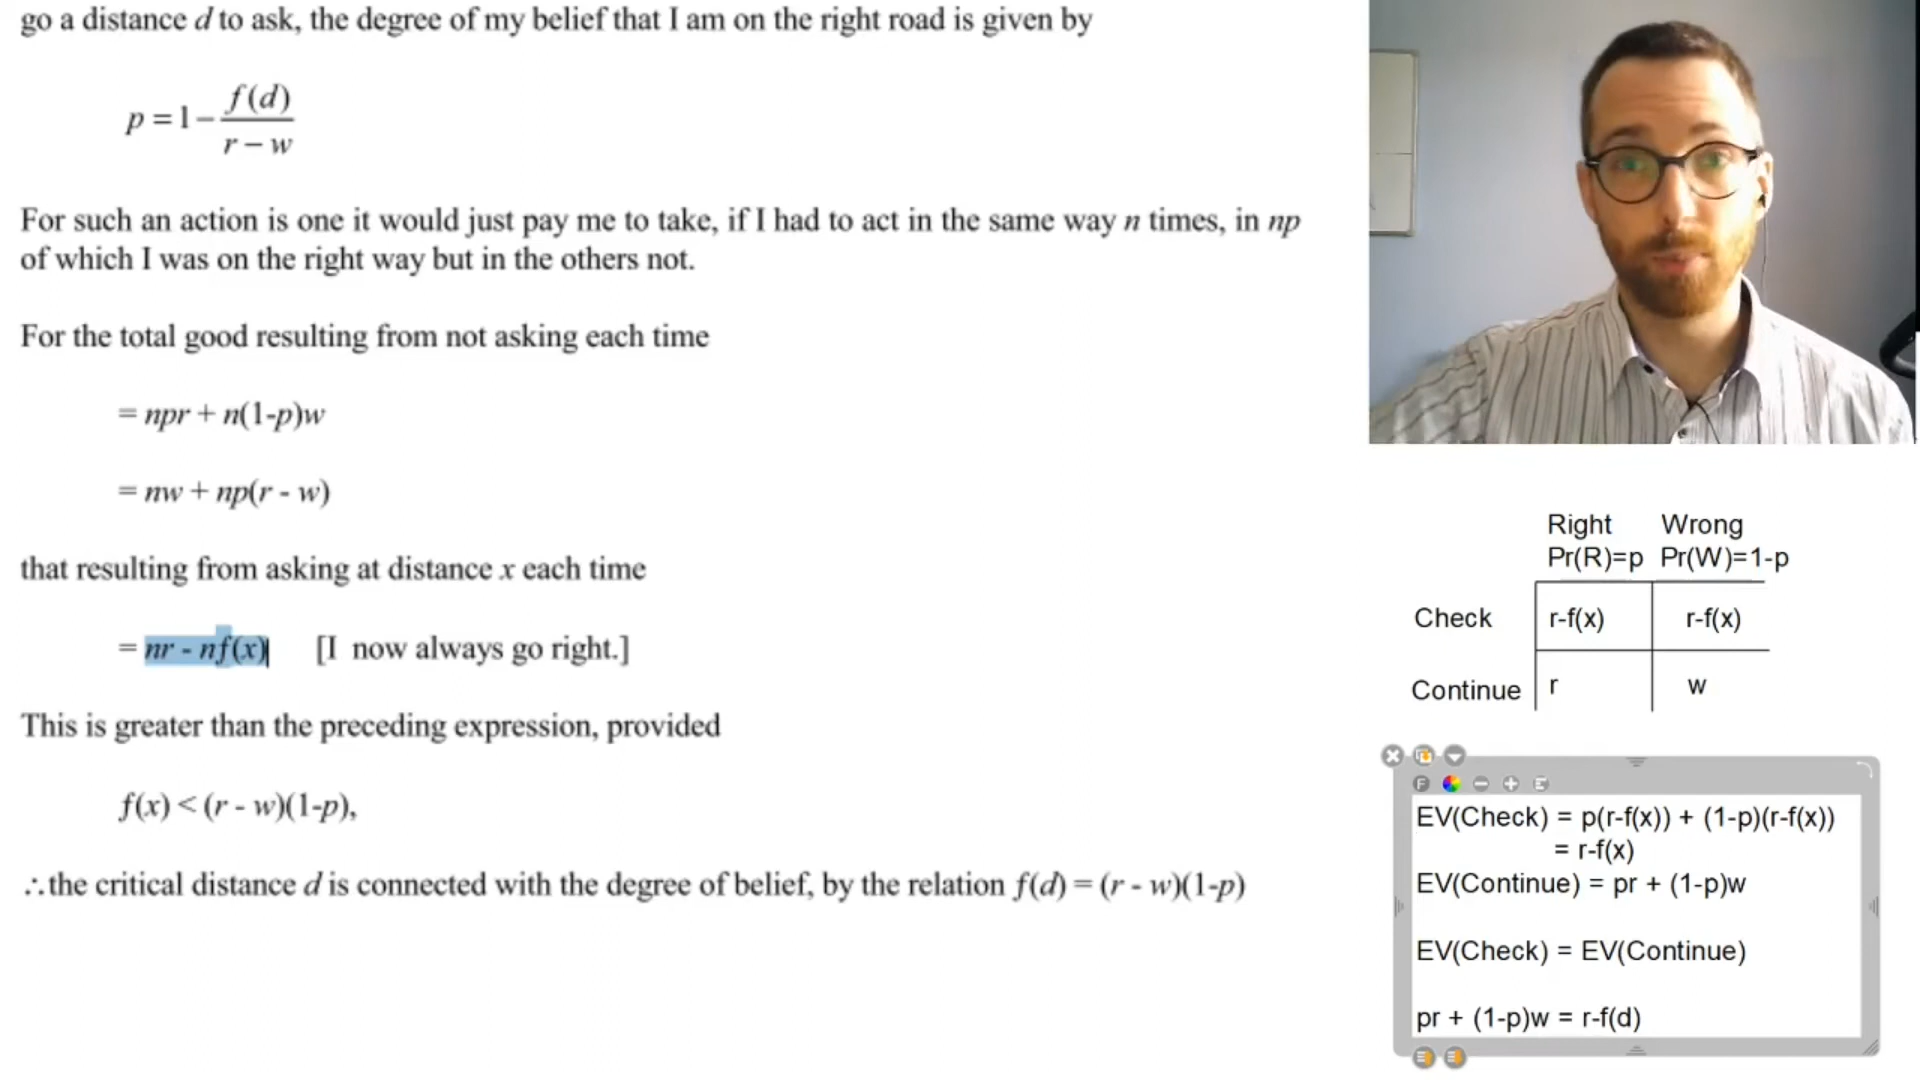 go a distance d to ask, the degree of my belief that I am on the right road is given by
p = 1 - f(d)
r - w
For such an action is one it would just pay me to take, if I had to act in the same way n times, in np
of which I was on the right way but in the others not.
For the total good resulting from not asking each time
= npr + n(1-p)w
= nw + np(r - w)
that resulting from asking at distance x each time
= nr - nf(x) [I now always go right.]
This is greater than the preceding expression, provided
f(x) < (r - w)(1-p),
∴the critical distance d is connected with the degree of belief, by the relation f(d) = (r - w)(1-p)
Right Wrong
Pr(R)=p Pr(W)=1-p
Check r-f(x) r-f(x)
Continue r w
EV(Check) = p(r-f(x)) + (1-p)(r-f(x))
= r-f(x)
EV(Continue) = pr + (1-p)w
EV(Check) = EV(Continue)
pr + (1-p)w = r-f(d)